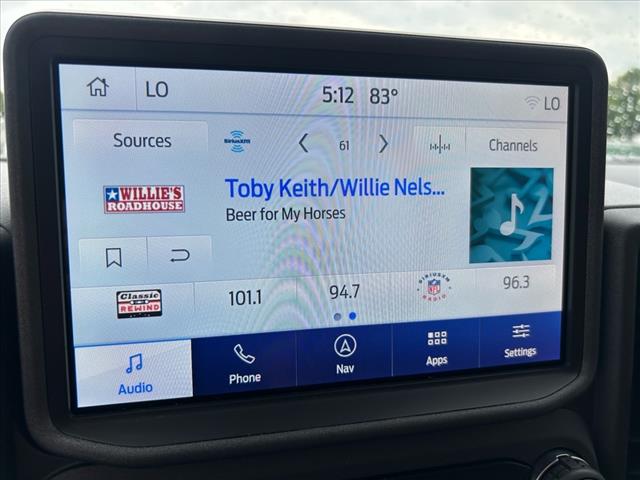 LO 5:12 83° LO
Sources SiriusXM 61 Channels
WILLIE'S ROADHOUSE
Toby Keith/Willie Nels...
Beer for My Horses
Classic REWIND 101.1 94.7 SIRIUSXM NFL RADIO 96.3
Audio Phone Nav Apps Settings